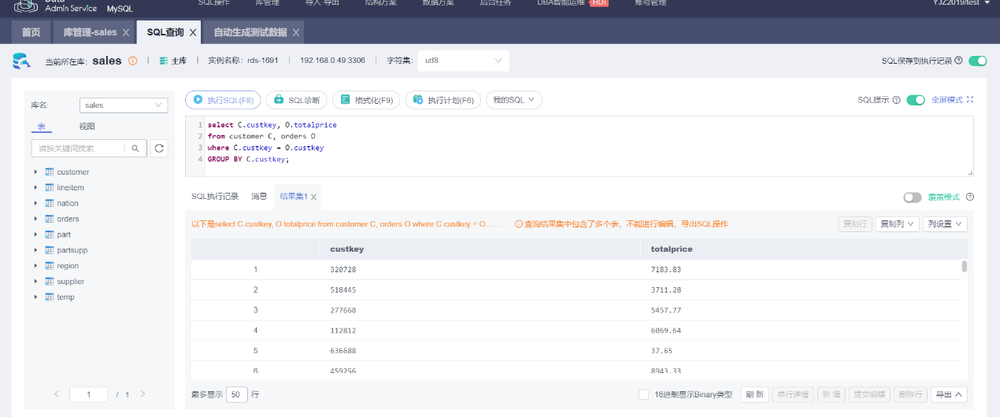 Data
Admin Service MySQL
SQL操作 库管理 导入·导出 结构方案 数据方案 后台任务 DBA智能运维 HOT 账号管理 YJZ2019/test
首页 库管理-sales SQL查询 自动生成测试数据
当前所在库: sales 主库 实例名称: rds-1691 192.168.0.49:3306 字符集: utf8 SQL保存到执行记录
库名: sales
表 视图
请按关键词搜索
customer
lineitem
nation
orders
part
partsupp
region
supplier
temp
1 / 1
执行SQL(F8) SQL诊断 格式化(F9) 执行计划(F6) 我的SQL SQL提示 全屏模式
1 select C.custkey, O.totalprice
2 from customer C, orders O
3 where C.custkey = O.custkey
4 GROUP BY C.custkey;
SQL执行记录 消息 结果集1 覆盖模式
以下是select C.custkey, O.totalprice from customer C, orders O where C.custkey = O....... 查询结果集中包含了多个表，不能进行编辑、导出SQL操作 复制行 复制列 列设置
custkey totalprice
1 320728 7183.83
2 518445 3711.28
3 277668 5457.77
4 112812 6069.64
5 636688 37.65
6 459256 8943.33
最多显示 50 行 16进制显示Binary类型 刷新 单行详情 新增 提交编辑 删除行 导出